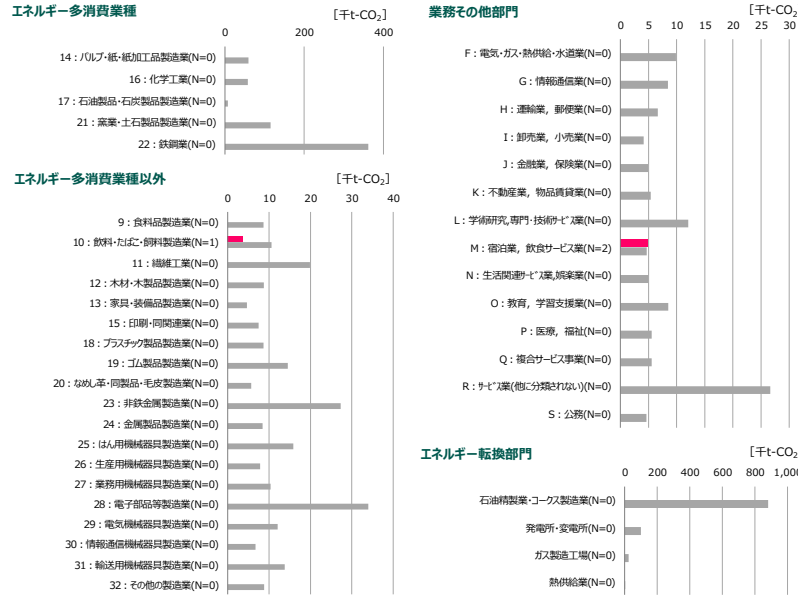 エネルギー多消費業種
[千t-CO2]
0 200 400
14：パルプ・紙・紙加工品製造業(N=0)
16：化学工業(N=0)
17：石油製品・石炭製品製造業(N=0)
21：窯業・土石製品製造業(N=0)
22：鉄鋼業(N=0)
エネルギー多消費業種以外
[千t-CO2]
0 10 20 30 40
9：食料品製造業(N=0)
10：飲料・たばこ・飼料製造業(N=1)
11：繊維工業(N=0)
12：木材・木製品製造業(N=0)
13：家具・装備品製造業(N=0)
15：印刷・同関連業(N=0)
18：プラスチック製品製造業(N=0)
19：ゴム製品製造業(N=0)
20：なめし革・同製品・毛皮製造業(N=0)
23：非鉄金属製造業(N=0)
24：金属製品製造業(N=0)
25：はん用機械器具製造業(N=0)
26：生産用機械器具製造業(N=0)
27：業務用機械器具製造業(N=0)
28：電子部品等製造業(N=0)
29：電気機械器具製造業(N=0)
30：情報通信機械器具製造業(N=0)
31：輸送用機械器具製造業(N=0)
32：その他の製造業(N=0)
業務その他部門
[千t-CO2
0 5 10 15 20 25 30
F：電気・ガス・熱供給・水道業(N=0)
G：情報通信業(N=0)
H：運輸業，郵便業(N=0)
I：卸売業，小売業(N=0)
J：金融業，保険業(N=0)
K：不動産業，物品賃貸業(N=0)
L：学術研究,専門・技術ｻｰﾋﾞｽ業(N=0)
M：宿泊業，飲食サービス業(N=2)
N：生活関連ｻｰﾋﾞｽ業,娯楽業(N=0)
O：教育，学習支援業(N=0)
P：医療，福祉(N=0)
Q：複合サービス事業(N=0)
R：ｻｰﾋﾞｽ業(他に分類されない)(N=0)
S：公務(N=0)
エネルギー転換部門
[千t-CO2
0 200 400 600 800 1,000
石油精製業・コークス製造業(N=0)
発電所・変電所(N=0)
ガス製造工場(N=0)
熱供給業(N=0)